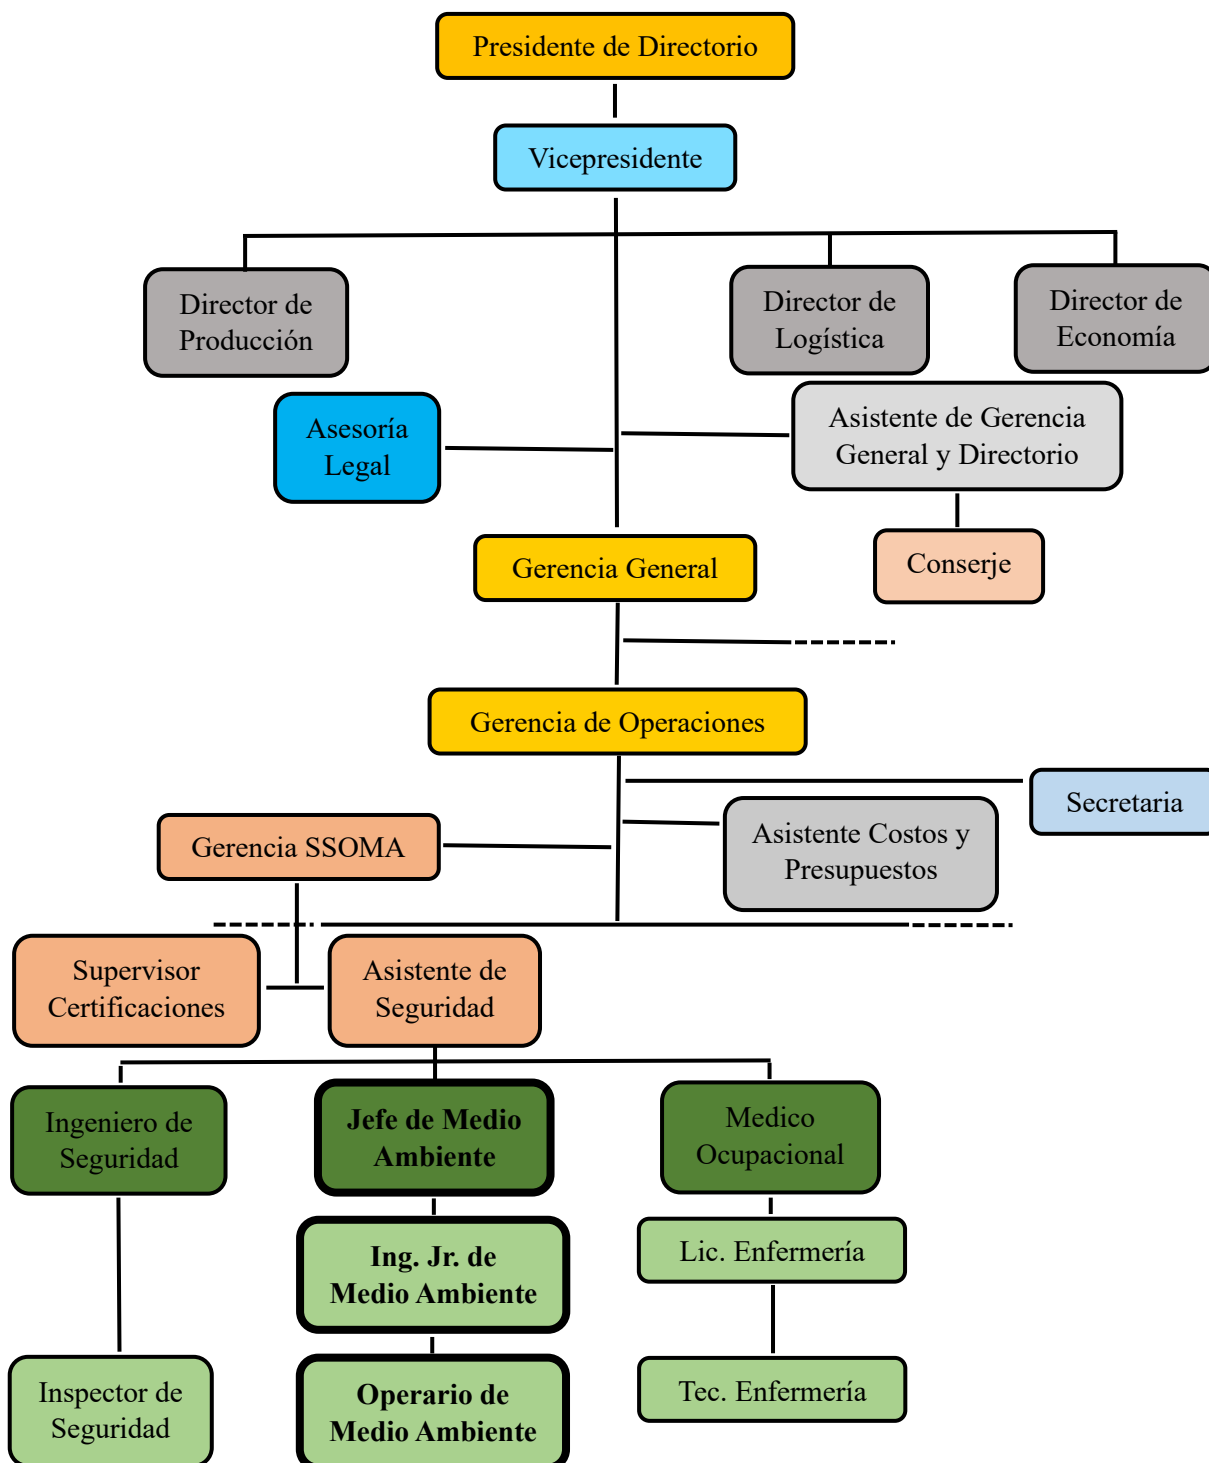 Presidente de Directorio
Vicepresidente
Director de
Producción
Director de
Logística
Director de
Economía
Asesoría
Legal
Asistente de Gerencia
General y Directorio
Gerencia General
Conserje
Gerencia de Operaciones
Secretaria
Gerencia SSOMA
Asistente Costos y
Presupuestos
Supervisor
Certificaciones
Asistente de
Seguridad
Ingeniero de
Seguridad
Jefe de Medio
Ambiente
Medico
Ocupacional
Ing. Jr. de
Medio Ambiente
Lic. Enfermería
Inspector de
Seguridad
Operario de
Medio Ambiente
Tec. Enfermería